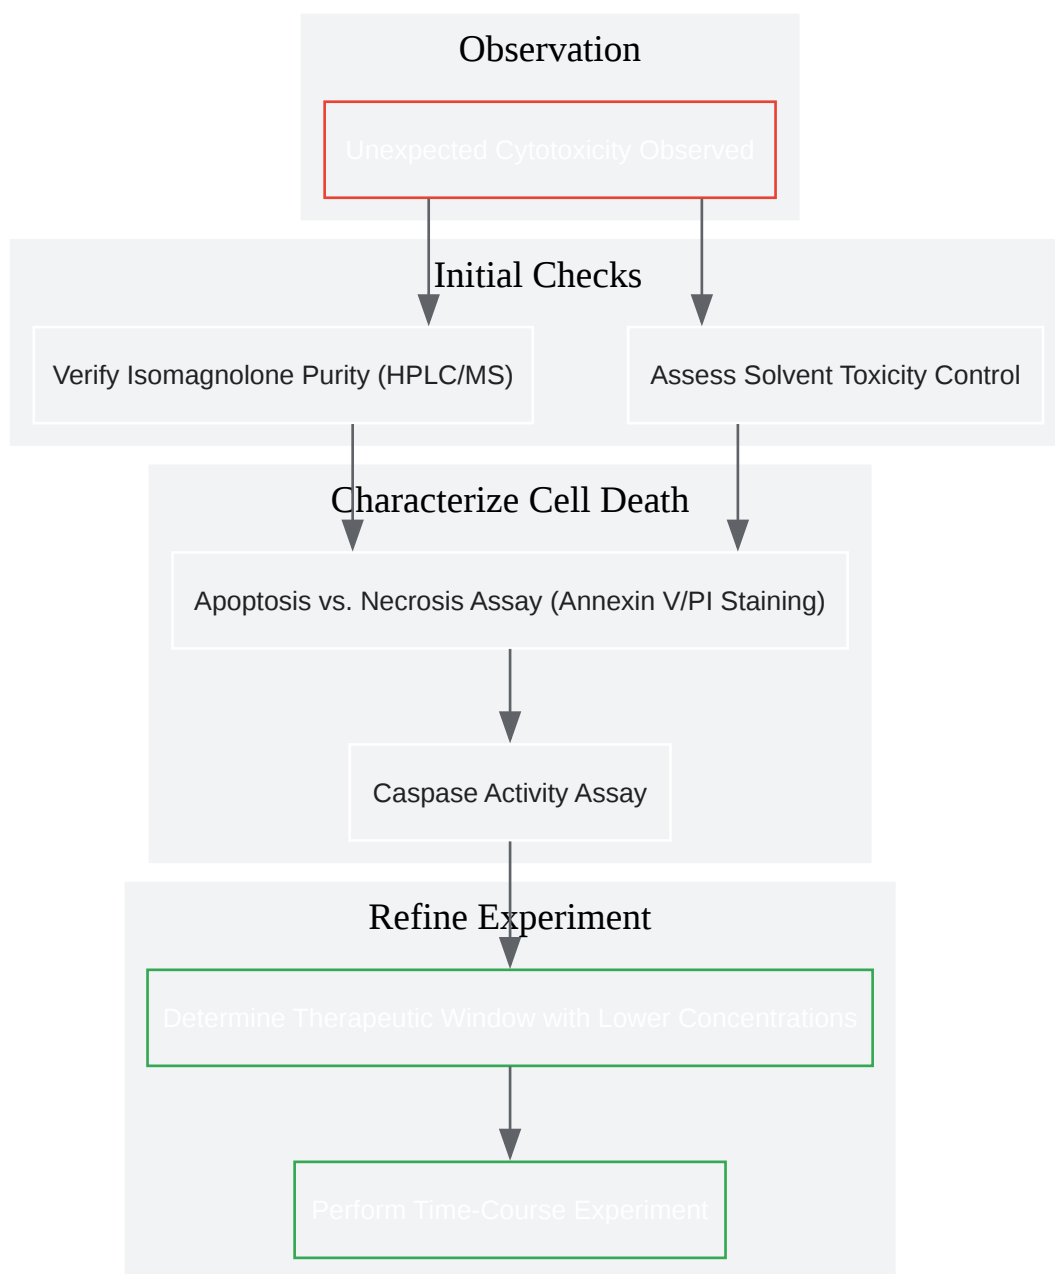 Observation
Unexpected Cytotoxicity Observed
Initial Checks
Verify Isomagnolone Purity (HPLC/MS)
Assess Solvent Toxicity Control
Characterize Cell Death
Apoptosis vs. Necrosis Assay (Annexin V/PI Staining)
Caspase Activity Assay
Refine Experiment
Determine Therapeutic Window with Lower Concentrations
Perform Time-Course Experiment